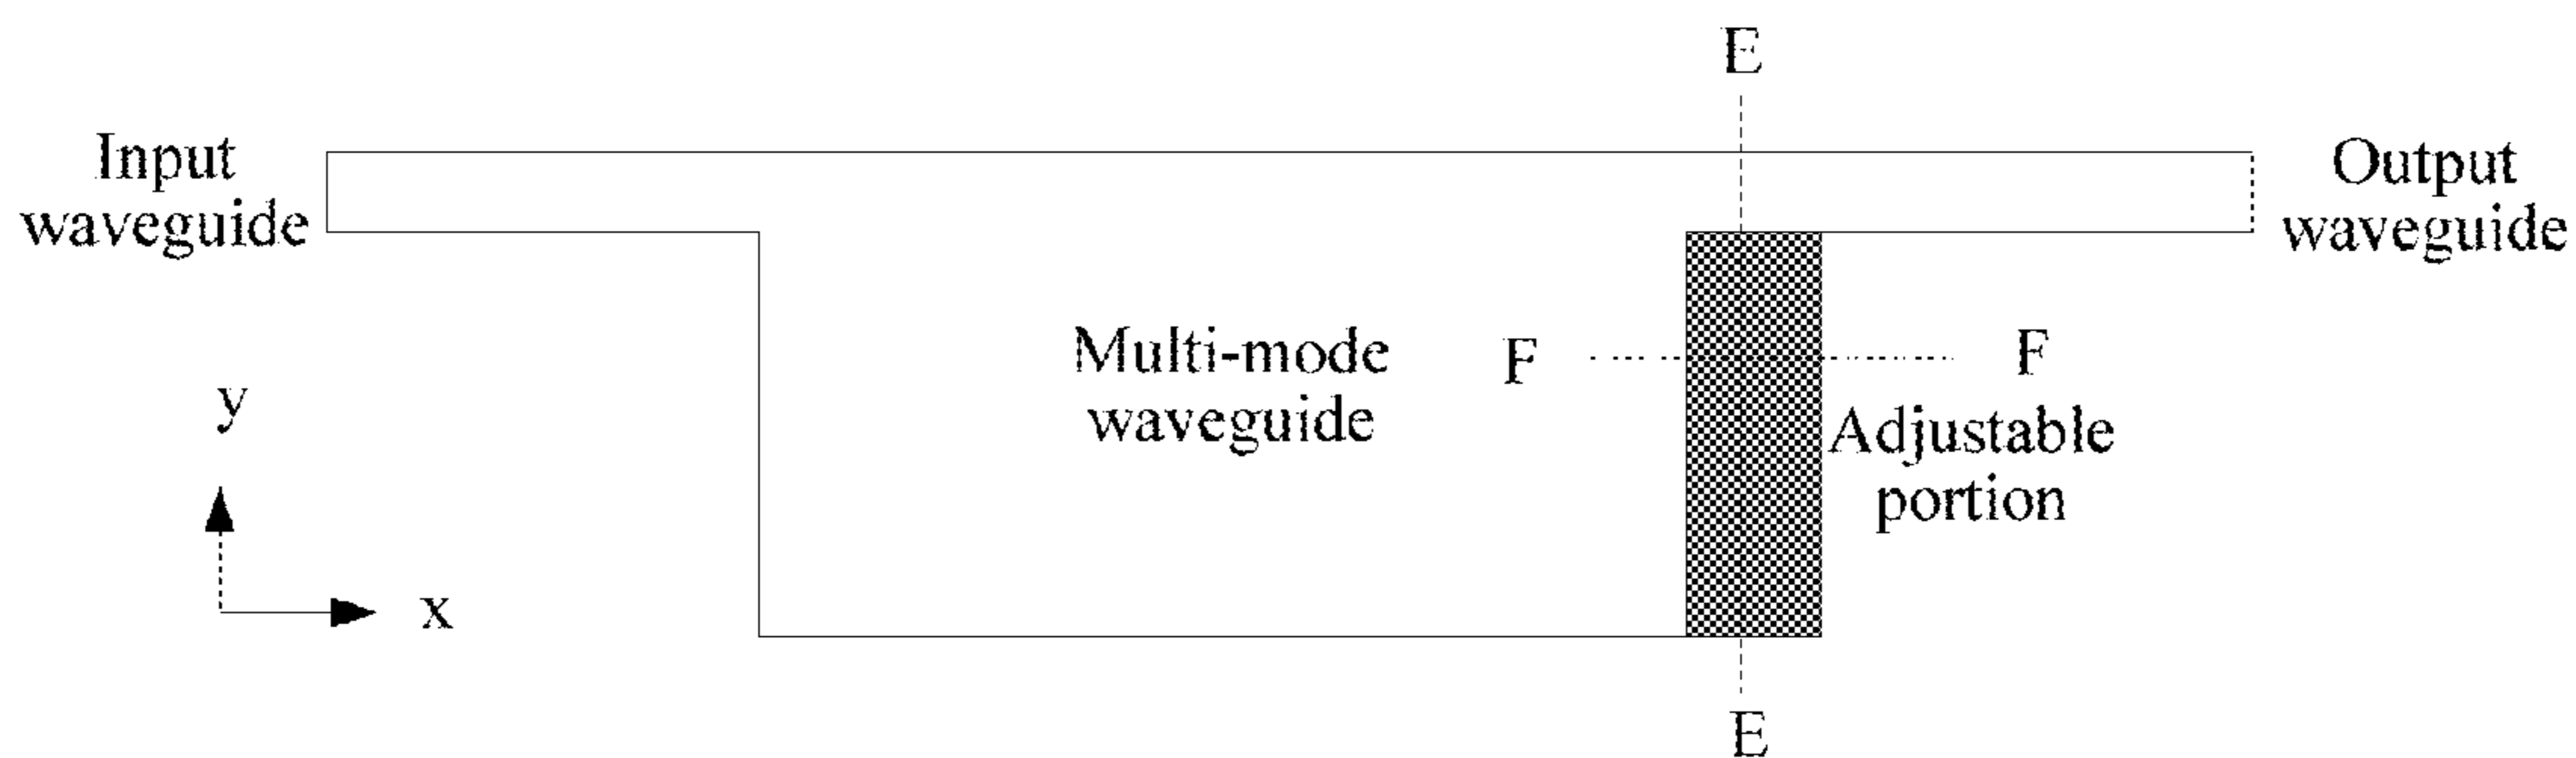 E
Input
waveguide
Output
waveguide
Multi-mode
waveguide
F
F
Adjustable
portion
y
x
E